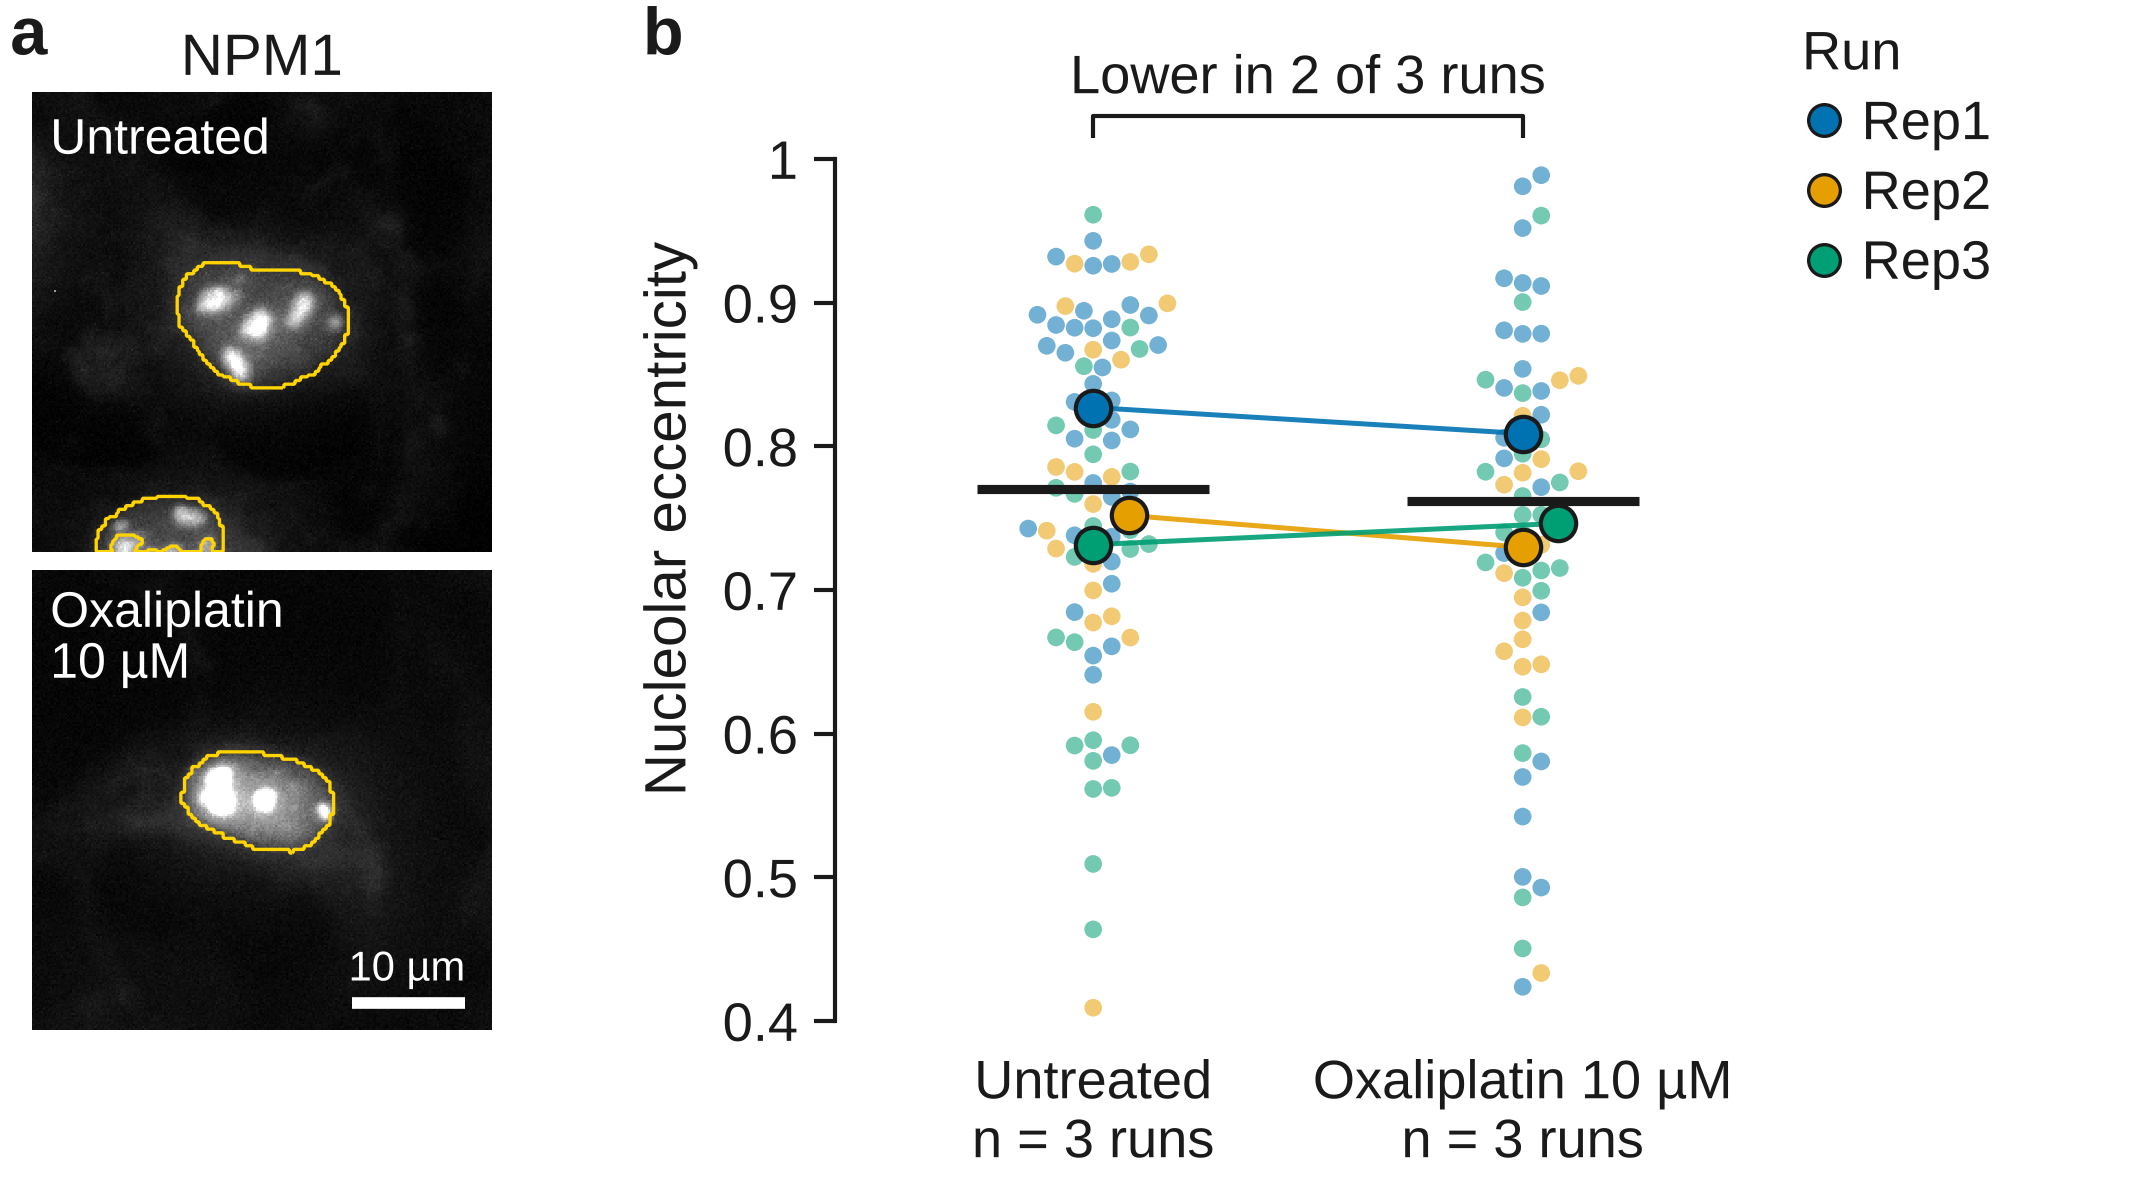 a
NPM1
Untreated
Oxaliplatin
10 µM
10 µm
b
Lower in 2 of 3 runs
Nucleolar eccentricity
1
0.9
0.8
0.7
0.6
0.5
0.4
Untreated
n = 3 runs
Oxaliplatin 10 µM
n = 3 runs
Run
Rep1
Rep2
Rep3